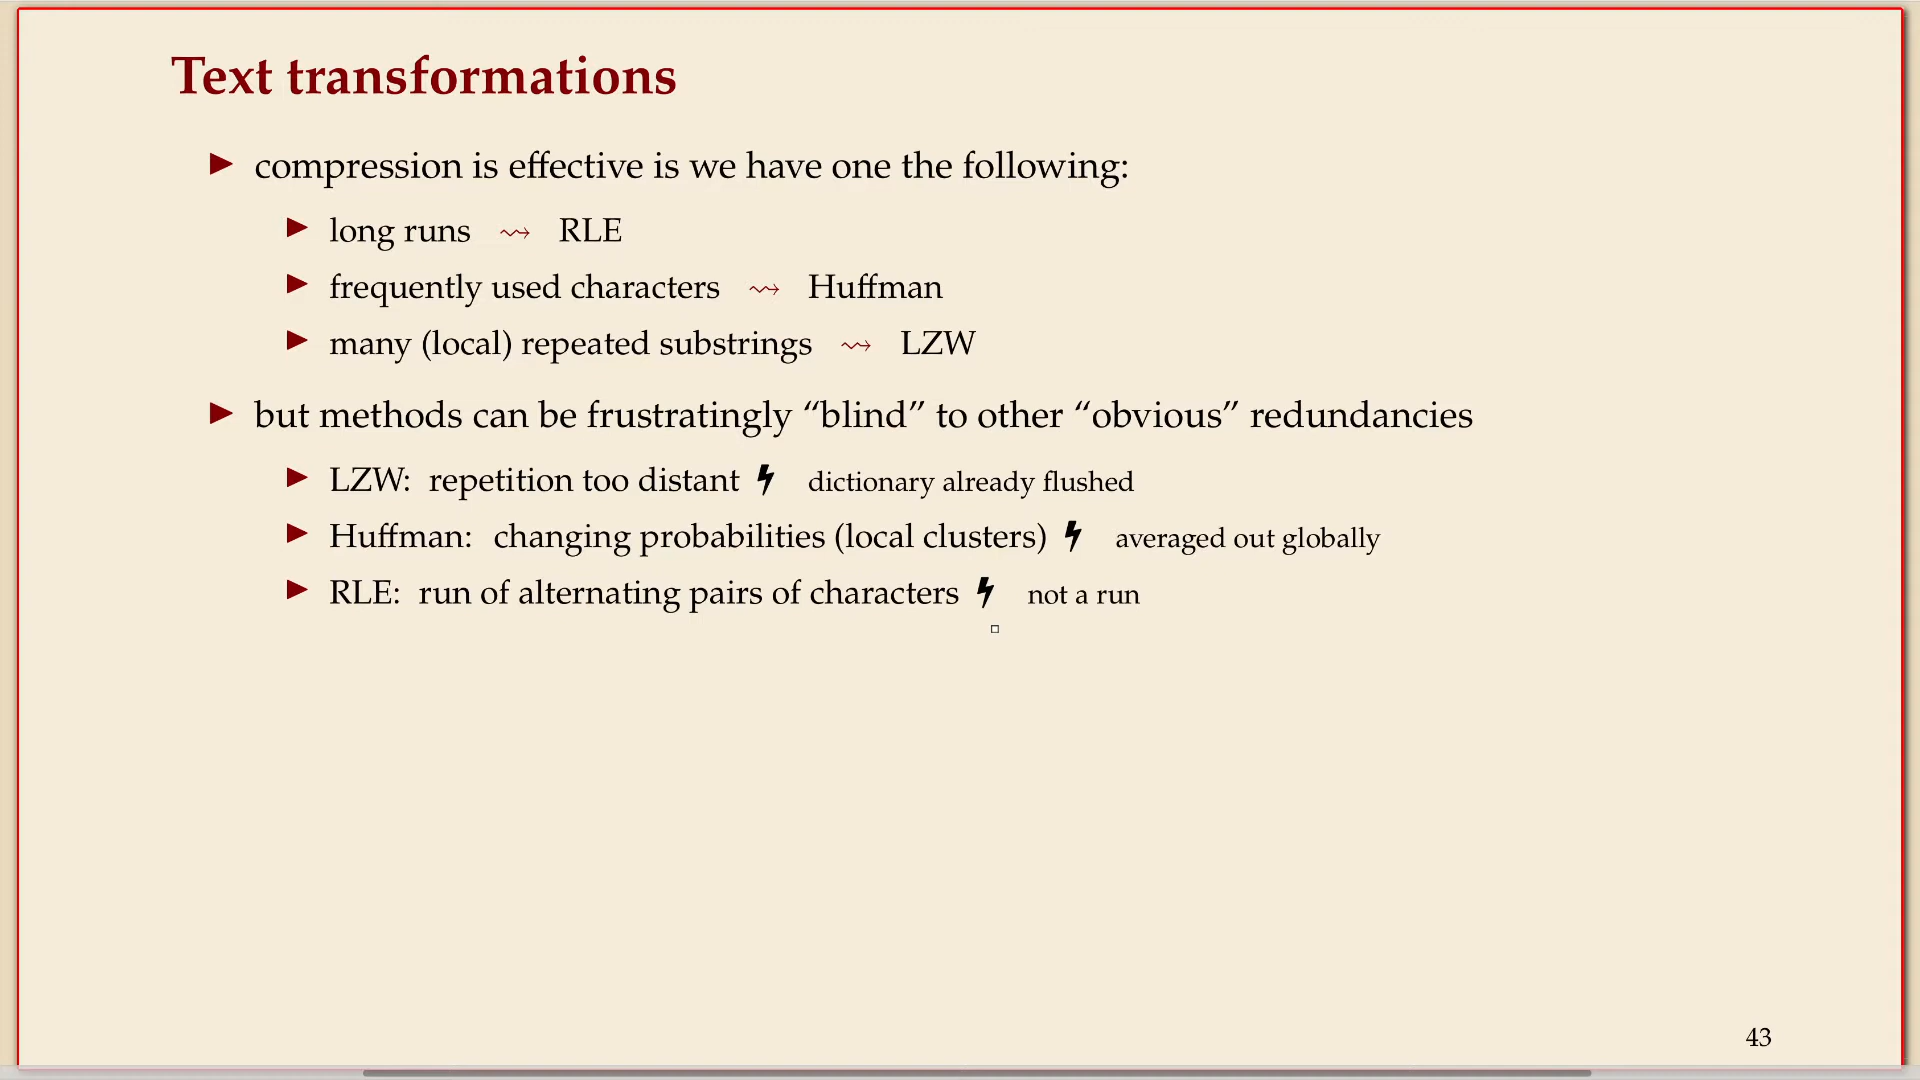 Text transformations
▶ compression is effective is we have one the following:
▶ long runs ⇝ RLE
▶ frequently used characters ⇝ Huffman
▶ many (local) repeated substrings ⇝ LZW
▶ but methods can be frustratingly “blind” to other “obvious” redundancies
▶ LZW: repetition too distant ↯ dictionary already flushed
▶ Huffman: changing probabilities (local clusters) ↯ averaged out globally
▶ RLE: run of alternating pairs of characters ↯ not a run
43